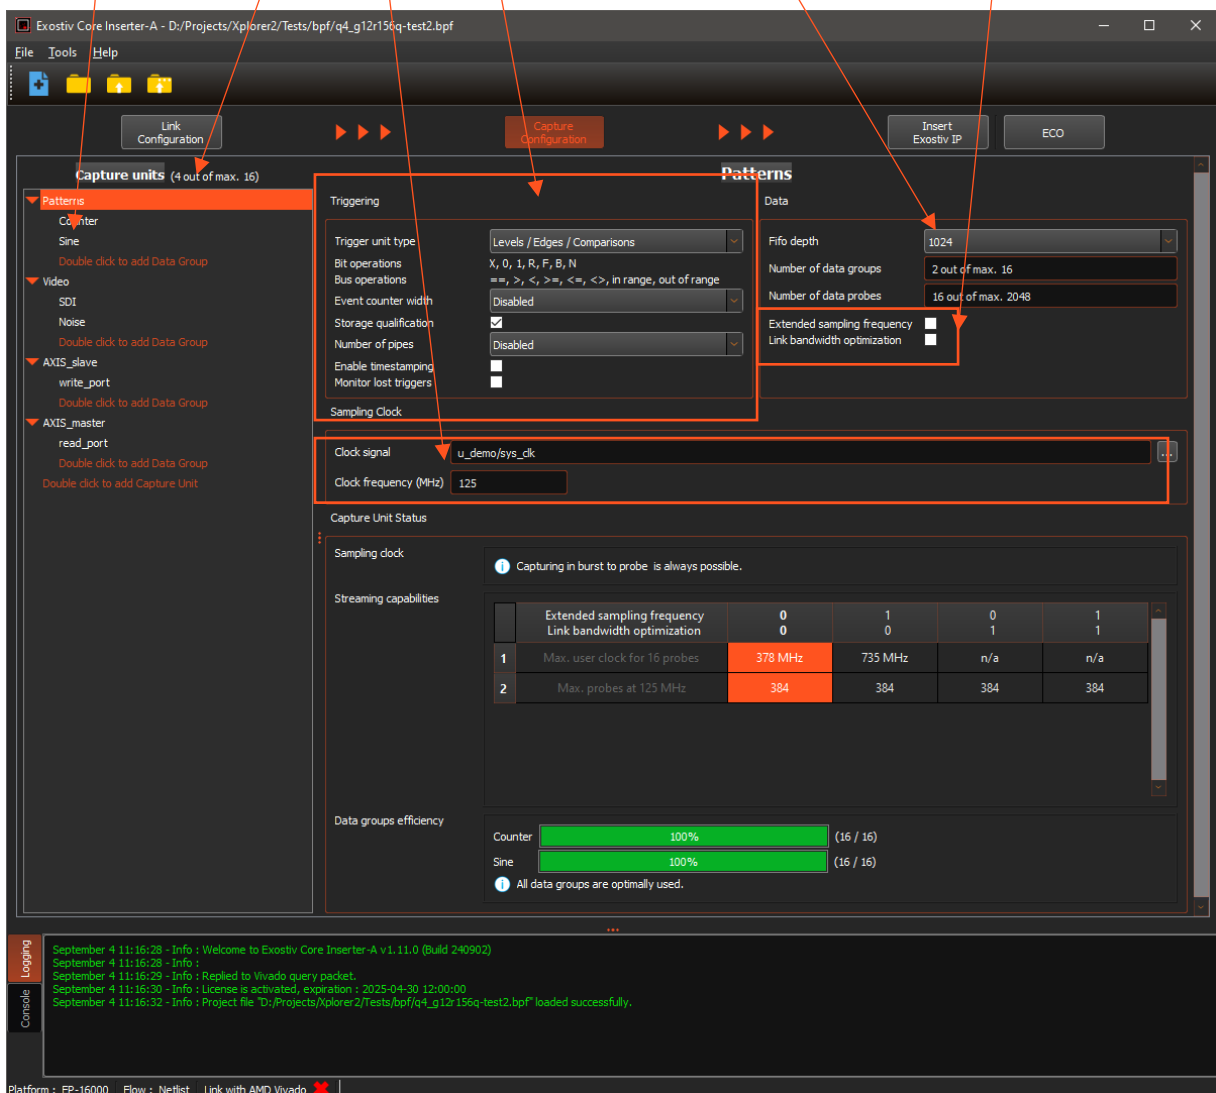 Exostiv Core Inserter-A - D:/Projects/Xplorer2/Tests/bpf/q4_g12r156q-test2.bpf
File Tools Help
Link Configuration
Capture Configuration
Insert Exostiv IP
ECO
Capture units (4 out of max. 16)
Patterns
Counter
Sine
Double click to add Data Group
Video
SDI
Noise
Double click to add Data Group
AXIS_slave
write_port
Double click to add Data Group
AXIS_master
read_port
Double click to add Data Group
Double click to add Capture Unit
Patterns
Triggering
Trigger unit type Levels / Edges / Comparisons
Bit operations X, 0, 1, R, F, B, N
Bus operations ==, >, <, >=, <=, <>, in range, out of range
Event counter width Disabled
Storage qualification
Number of pipes Disabled
Enable timestamping
Monitor lost triggers
Data
Fifo depth 1024
Number of data groups 2 out of max. 16
Number of data probes 16 out of max. 2048
Extended sampling frequency
Link bandwidth optimization
Sampling Clock
Clock signal u_demo/sys_clk ...
Clock frequency (MHz) 125
Capture Unit Status
Sampling clock Capturing in burst to probe is always possible.
Streaming capabilities
Extended sampling frequency 0 1 0 1
Link bandwidth optimization 0 0 1 1
1 Max. user clock for 16 probes 378 MHz 735 MHz n/a n/a
2 Max. probes at 125 MHz 384 384 384 384
Data groups efficiency
Counter 100% (16 / 16)
Sine 100% (16 / 16)
All data groups are optimally used.
Logging
Console
September 4 11:16:28 - Info : Welcome to Exostiv Core Inserter-A v1.11.0 (Build 240902)
September 4 11:16:28 - Info :
September 4 11:16:29 - Info : Replied to Vivado query packet.
September 4 11:16:30 - Info : License is activated, expiration : 2025-04-30 12:00:00
September 4 11:16:32 - Info : Project file "D:/Projects/Xplorer2/Tests/bpf/q4_g12r156q-test2.bpf" loaded successfully.
Platform : EP-16000 Flow : Netlist Link with AMD Vivado